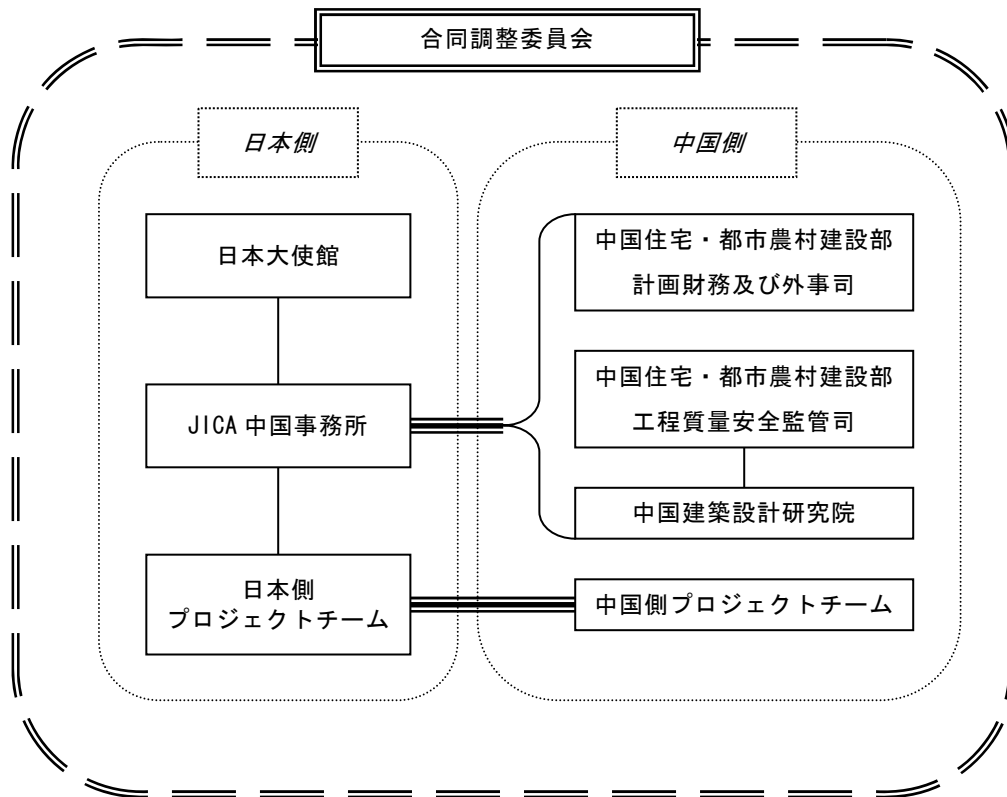 合同調整委員会
日本側
日本大使館
JICA 中国事務所
日本側
プロジェクトチーム
中国側
中国住宅・都市農村建設部
計画財務及び外事司
中国住宅・都市農村建設部
工程質量安全監管司
中国建築設計研究院
中国側プロジェクトチーム